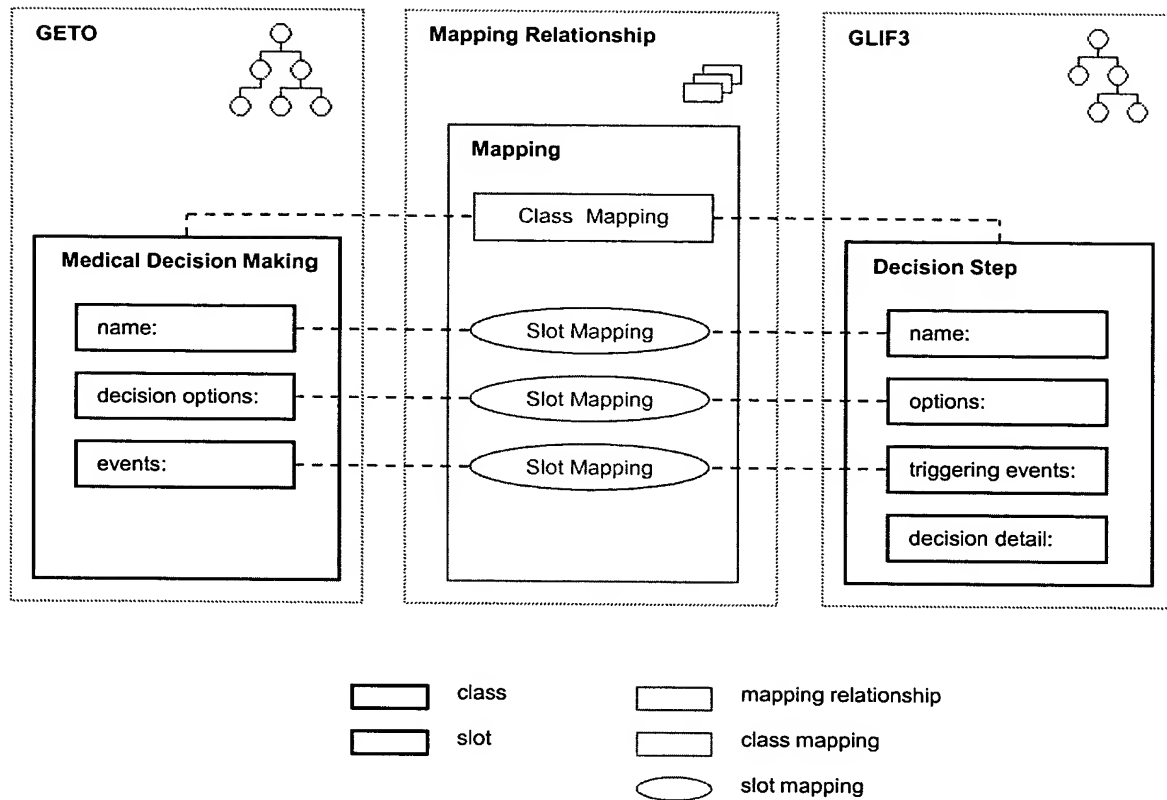 GETO
Mapping Relationship
GLIF3
Mapping
Class Mapping
Medical Decision Making
name:
decision options:
events:
Slot Mapping
Slot Mapping
Slot Mapping
Decision Step
name:
options:
triggering events:
decision detail:
class
slot
mapping relationship
class mapping
slot mapping